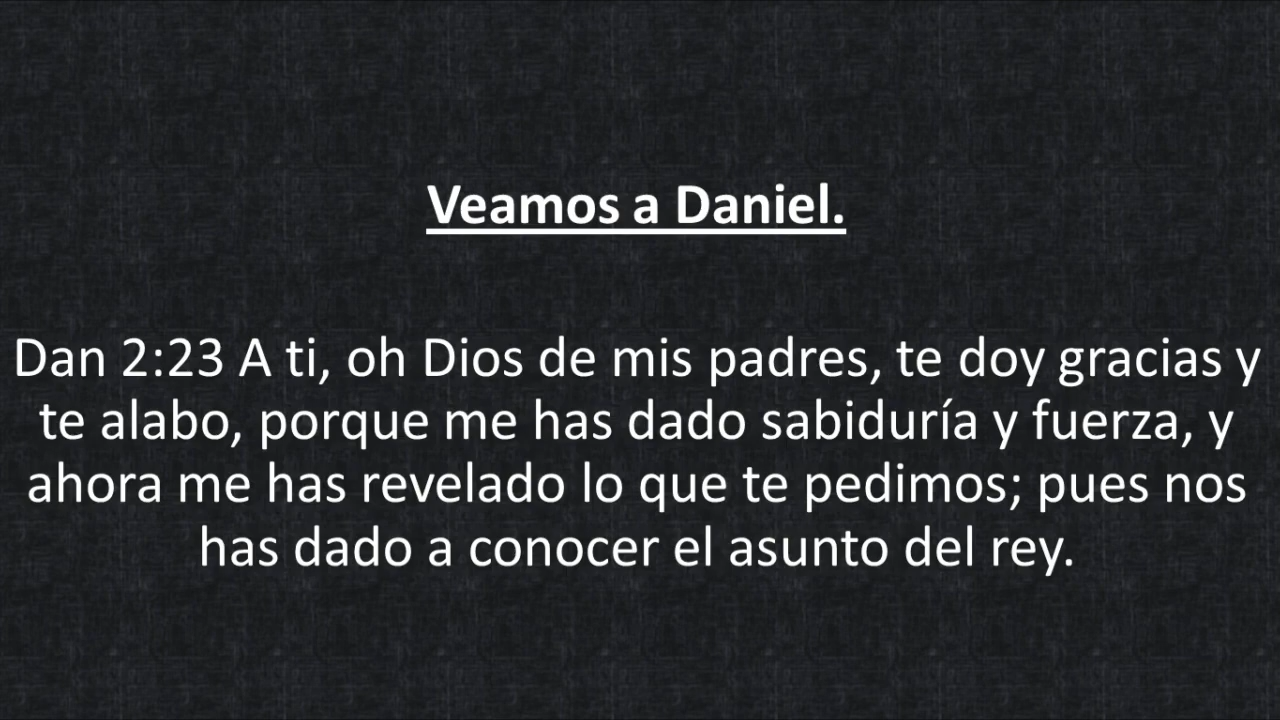 Veamos a Daniel.
Dan 2:23 A ti, oh Dios de mis padres, te doy gracias y
te alabo, porque me has dado sabiduría y fuerza, y
ahora me has revelado lo que te pedimos; pues nos
has dado a conocer el asunto del rey.